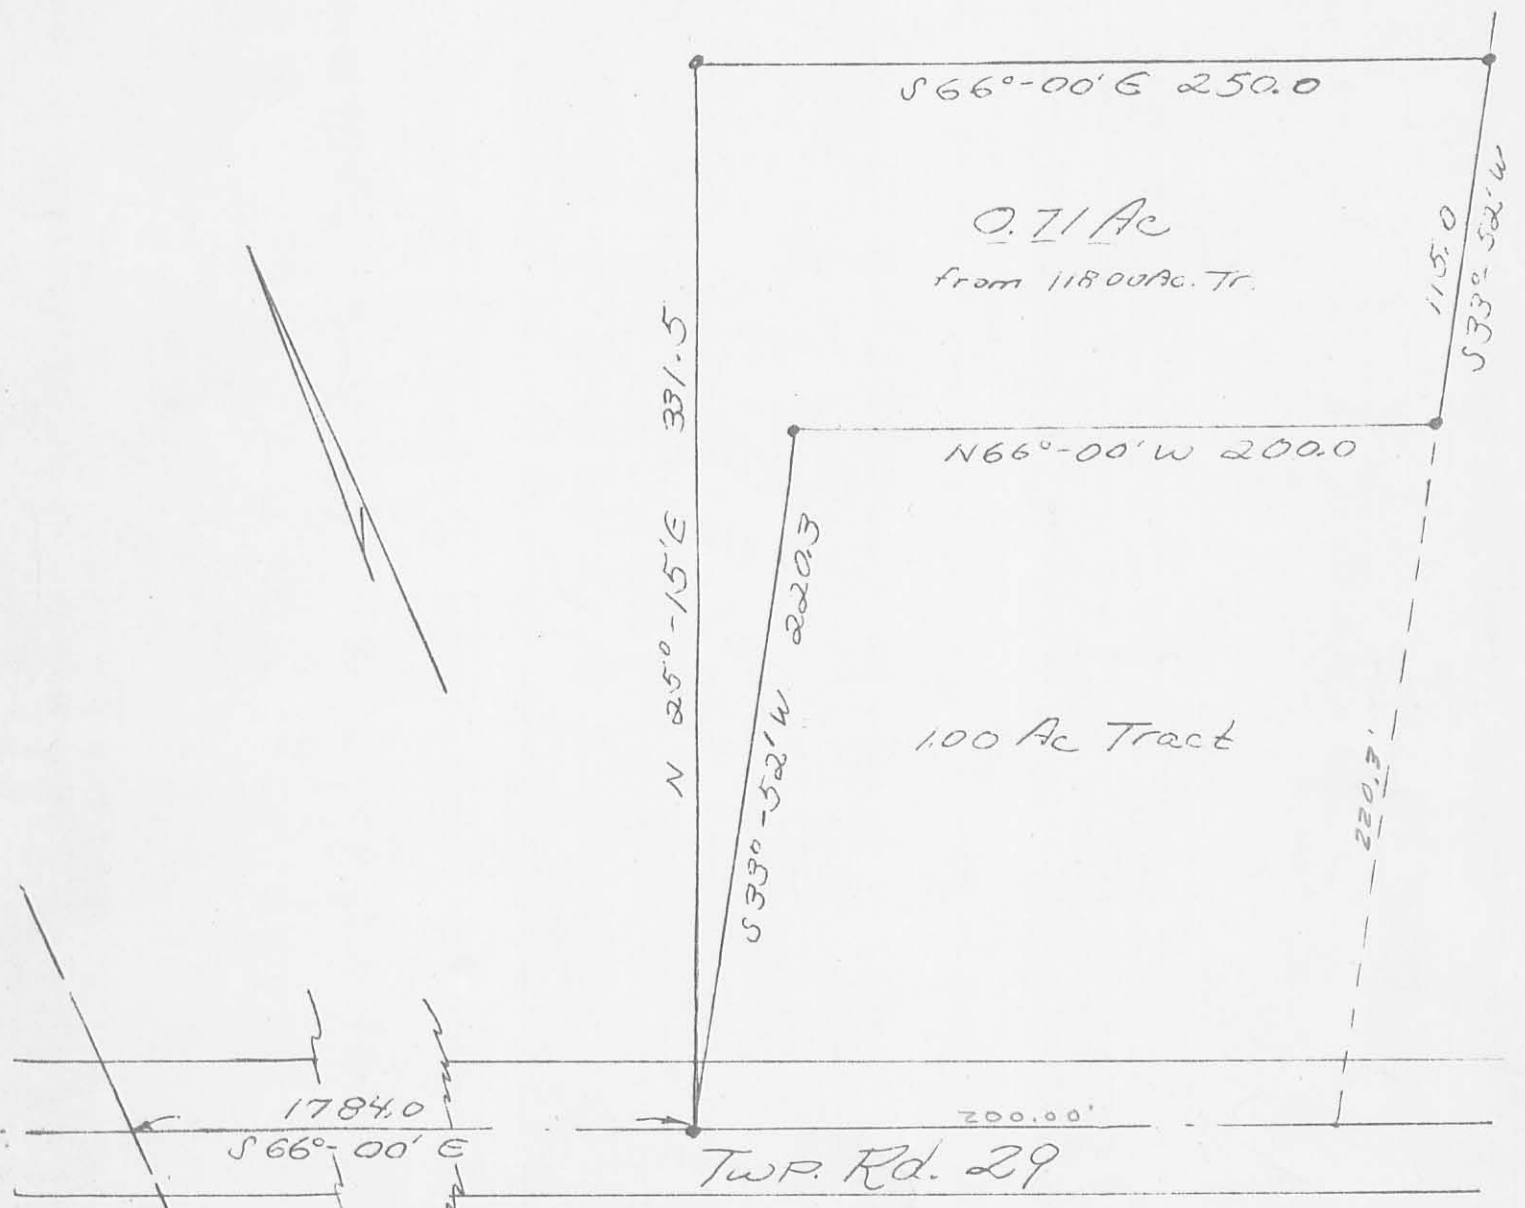 S66°-00'E 250.0
0.71 Ac
from 118.00Ac. Tr.
115.0
S33°-52'W
N 25°-15'E 331.5
N66°-00'W 200.0
S33°-52'W 220.3
1.00 Ac Tract
220.3'
1784.0
S66°-00'E
200.00'
Twp. Rd. 29